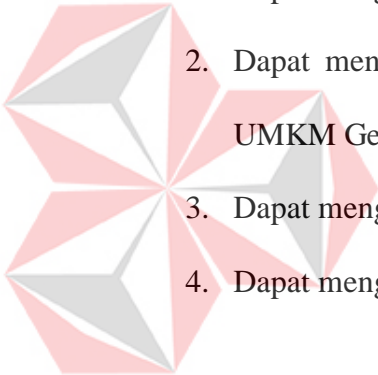 2. Dapat men
UMKM Ge
3. Dapat meng
4. Dapat meng